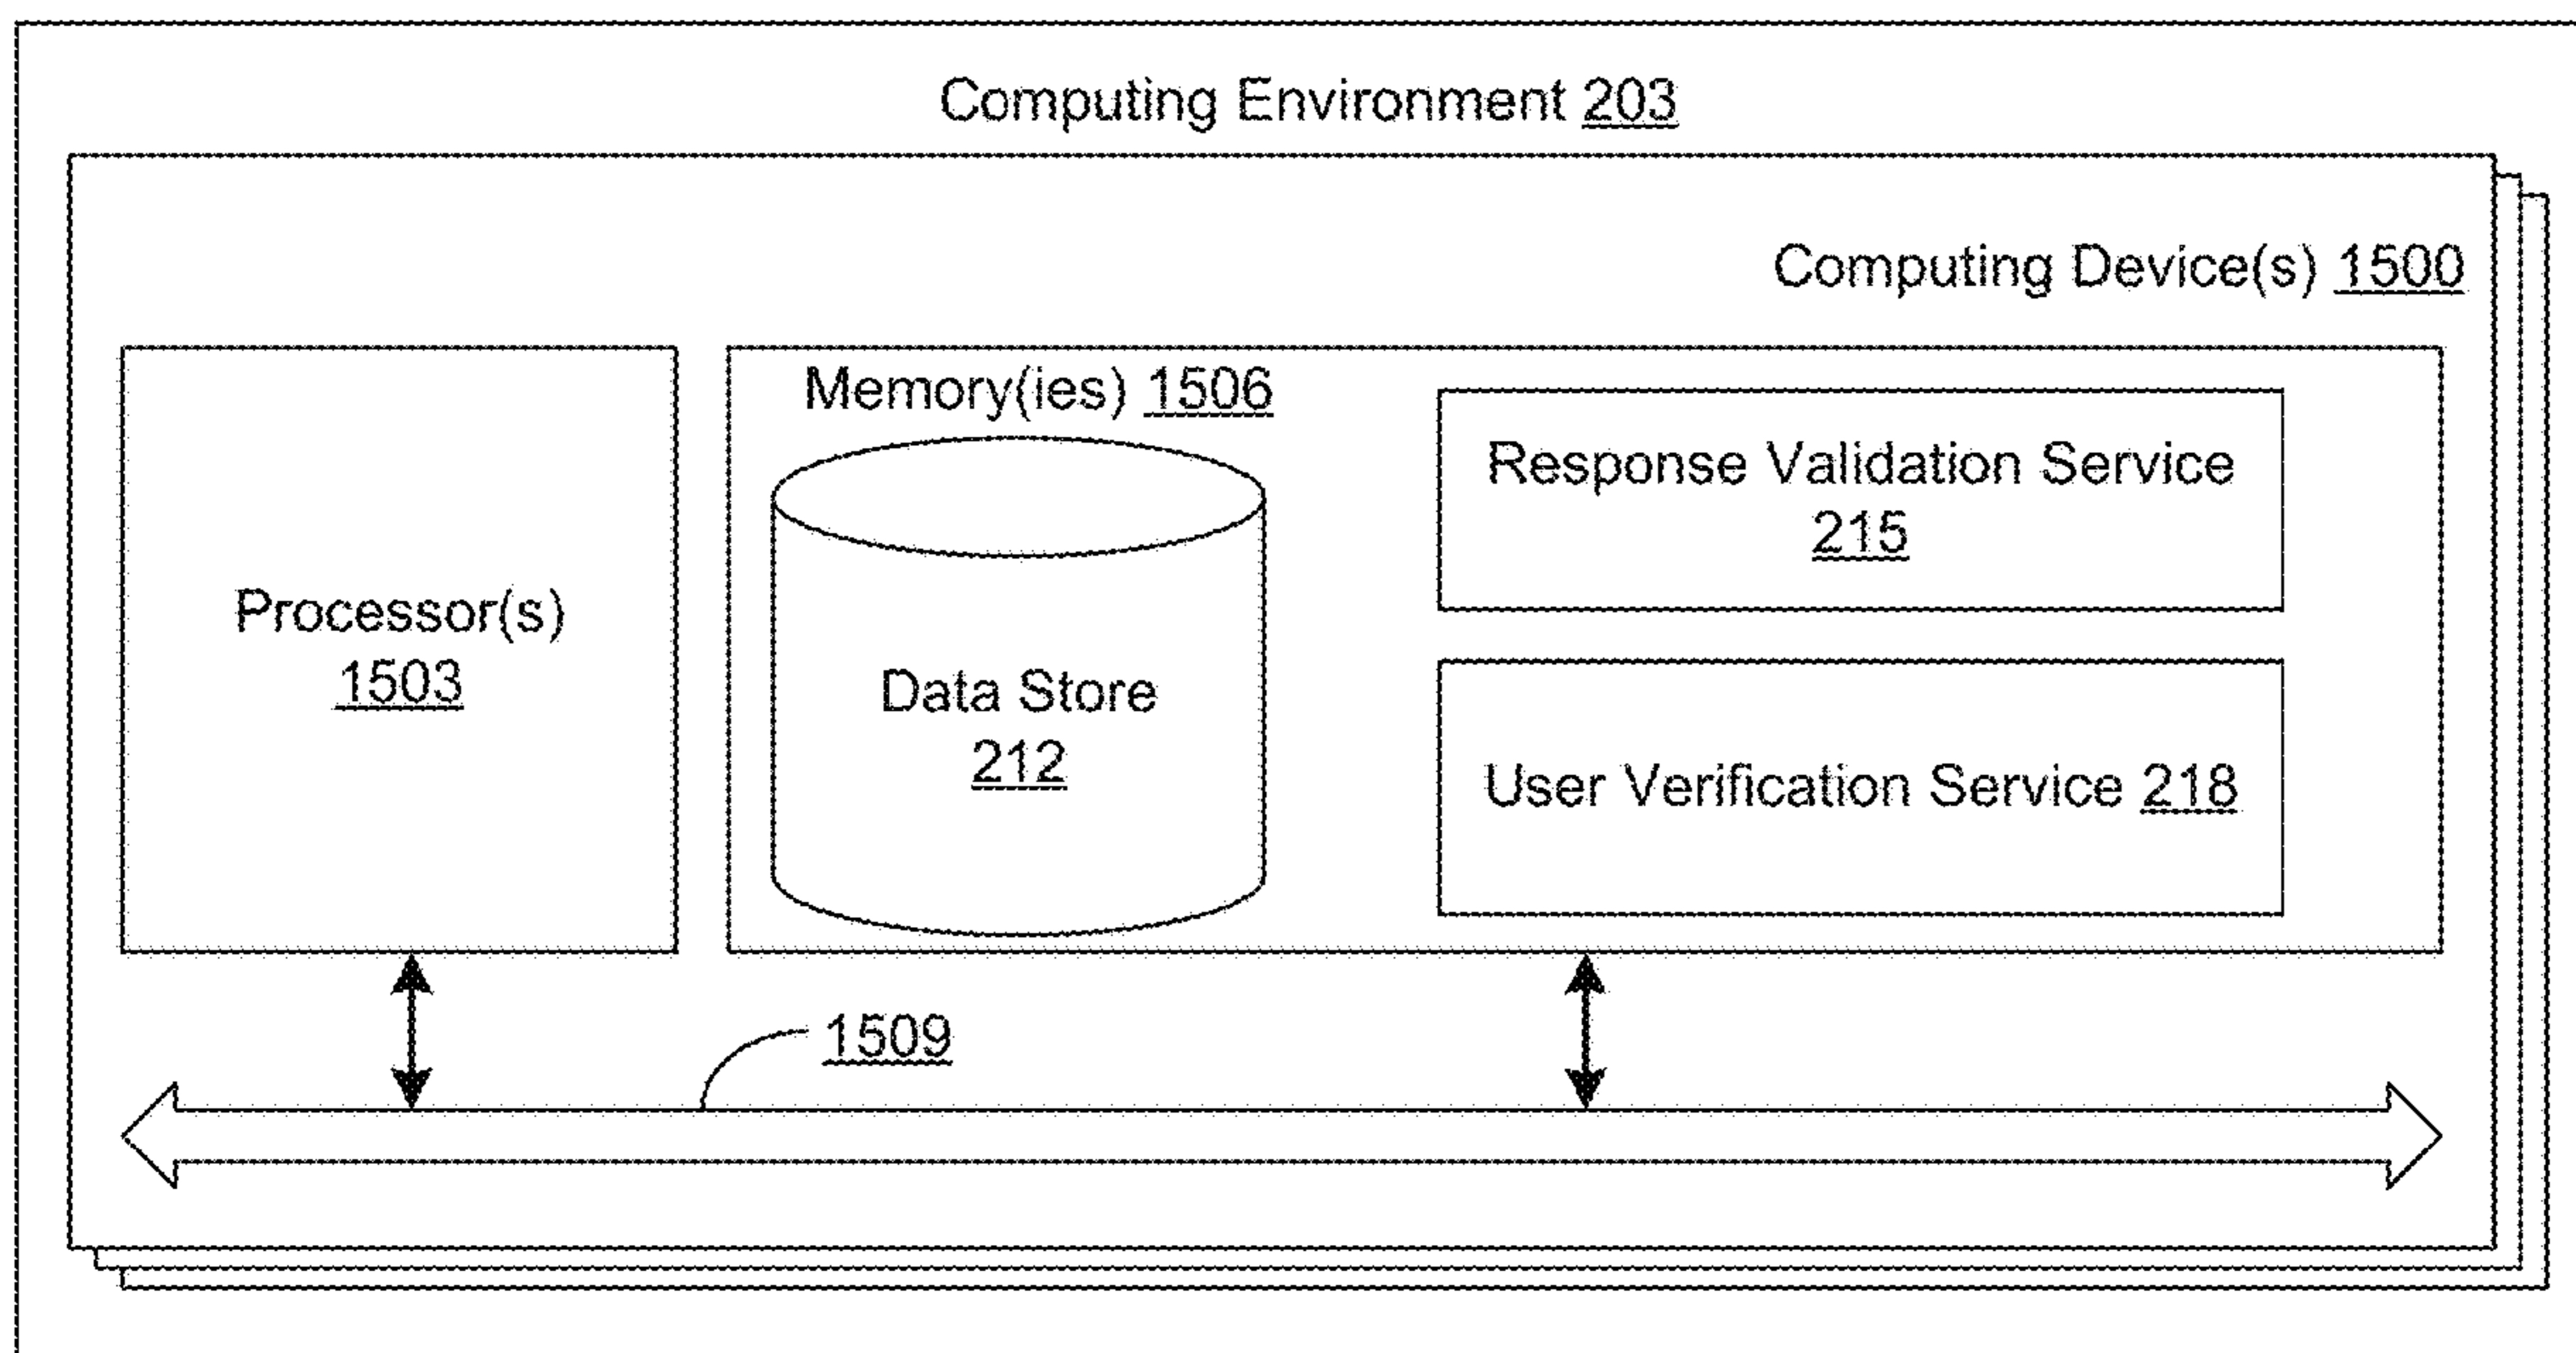 Computing Environment 203
Computing Device(s) 1500
Processor(s)
1503
Memory(ies) 1506
Data Store
212
Response Validation Service
215
User Verification Service 218
1509